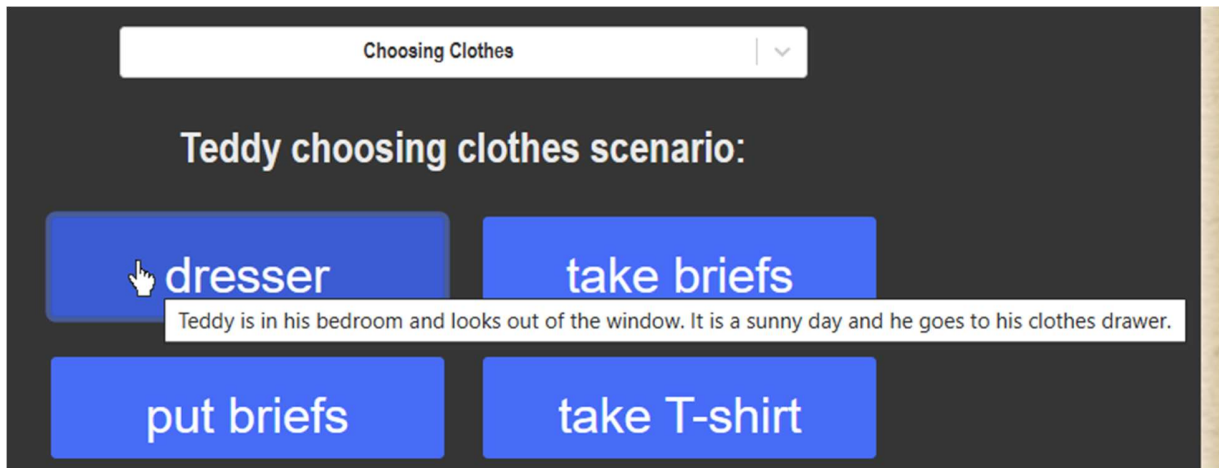 Choosing Clothes
Teddy choosing clothes scenario:
dresser
take briefs
Teddy is in his bedroom and looks out of the window. It is a sunny day and he goes to his clothes drawer.
put briefs
take T-shirt